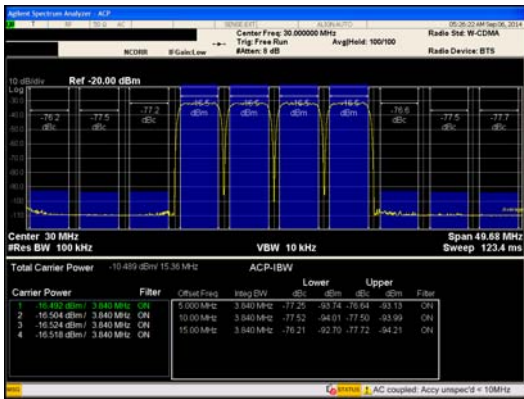 Agilent Spectrum Analyzer - ACP
RF 50 Ω AC SENSE:EXT ALIGN AUTO 05:26:22 AM Sep 06, 2014
Center Freq: 30.000000 MHz Radio Std: W-CDMA
Trig: Free Run Avg|Hold: 100/100
NCORR IFGain:Low #Atten: 8 dB Radio Device: BTS
10 dB/div Ref -20.00 dBm
Log
-76.2 dBc -77.5 dBc -77.2 dBc -16.5 dBm -16.5 dBm -16.5 dBm -16.5 dBm -76.6 dBc -77.5 dBc -77.7 dBc
Average
Center 30 MHz Span 49.68 MHz
#Res BW 100 kHz VBW 10 kHz Sweep 123.4 ms
Total Carrier Power -10.489 dBm/ 15.36 MHz ACP-IBW
Lower Upper
Carrier Power Filter Offset Freq Integ BW dBc dBm dBc dBm Filter
1 -16.492 dBm / 3.840 MHz ON 5.000 MHz 3.840 MHz -77.25 -93.74 -76.64 -93.13 ON
2 -16.504 dBm / 3.840 MHz ON 10.00 MHz 3.840 MHz -77.52 -94.01 -77.50 -93.99 ON
3 -16.524 dBm / 3.840 MHz ON 15.00 MHz 3.840 MHz -76.21 -92.70 -77.72 -94.21 ON
4 -16.518 dBm / 3.840 MHz ON
MSG STATUS AC coupled: Accy unspec'd < 10MHz